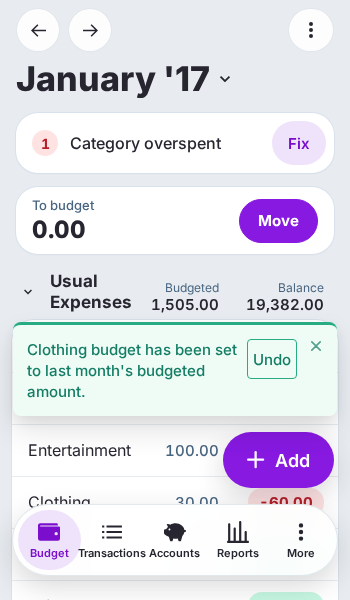 January '17
1 Category overspent Fix
To budget
0.00 Move
Usual Expenses
Budgeted
1,505.00
Balance
19,382.00
Clothing budget has been set
to last month's budgeted
amount.
Undo
Entertainment 100.00
Add
Clothing 30.00 -60.00
Budget Transactions Accounts Reports More